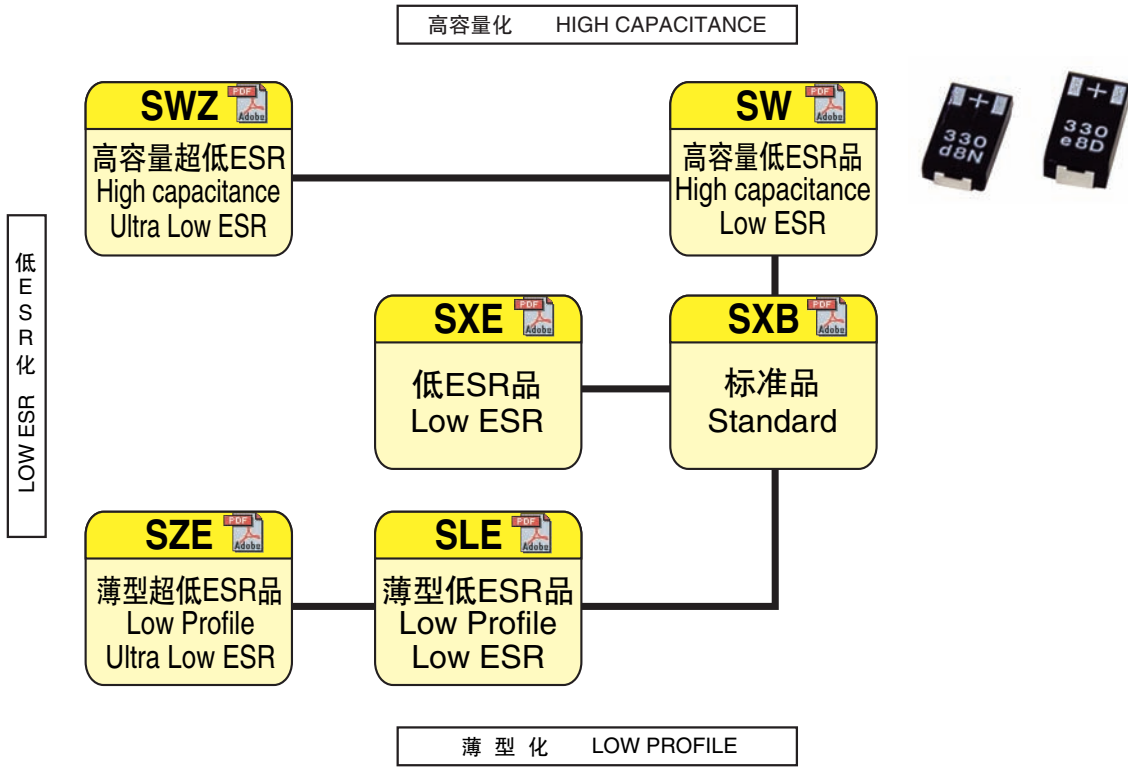 高容量化 HIGH CAPACITANCE
SWZ
PDF
Adobe
高容量超低ESR
High capacitance
Ultra Low ESR
SW
PDF
Adobe
高容量低ESR品
High capacitance
Low ESR
+
330
d8N
+
330
e8D
低ESR化 LOW ESR
SXE
PDF
Adobe
低ESR品
Low ESR
SXB
PDF
Adobe
标准品
Standard
SZE
PDF
Adobe
薄型超低ESR品
Low Profile
Ultra Low ESR
SLE
PDF
Adobe
薄型低ESR品
Low Profile
Low ESR
薄 型 化 LOW PROFILE